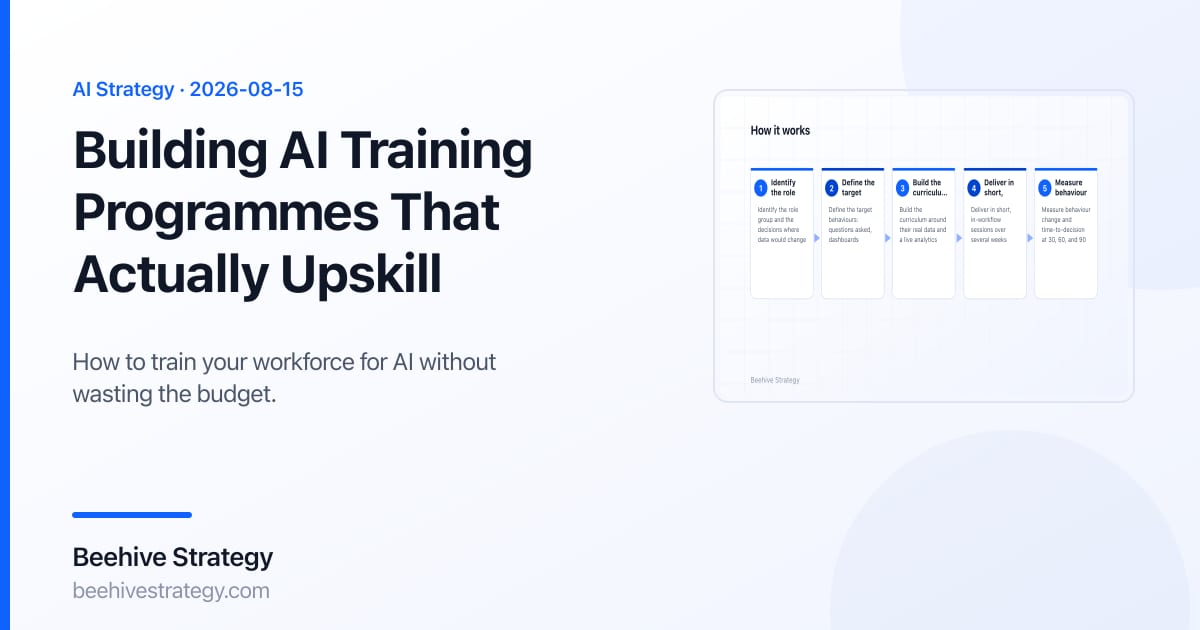 AI Strategy · 2026-08-15
Building AI Training
Programmes That
Actually Upskill
How to train your workforce for AI without
wasting the budget.
Beehive Strategy
beehivestrategy.com
How it works
1
Identify
the role
Identify the role
group and the
decisions where
data would change
2
Define the
target
Define the target
behaviours:
questions asked,
dashboards
3
Build the
curriculu...
Build the
curriculum around
their real data and
a live analytics
4
Deliver in
short,
Deliver in short,
in-workflow
sessions over
several weeks
5
Measure
behaviour
Measure behaviour
change and
time-to-decision
at 30, 60, and 90
Beehive Strategy